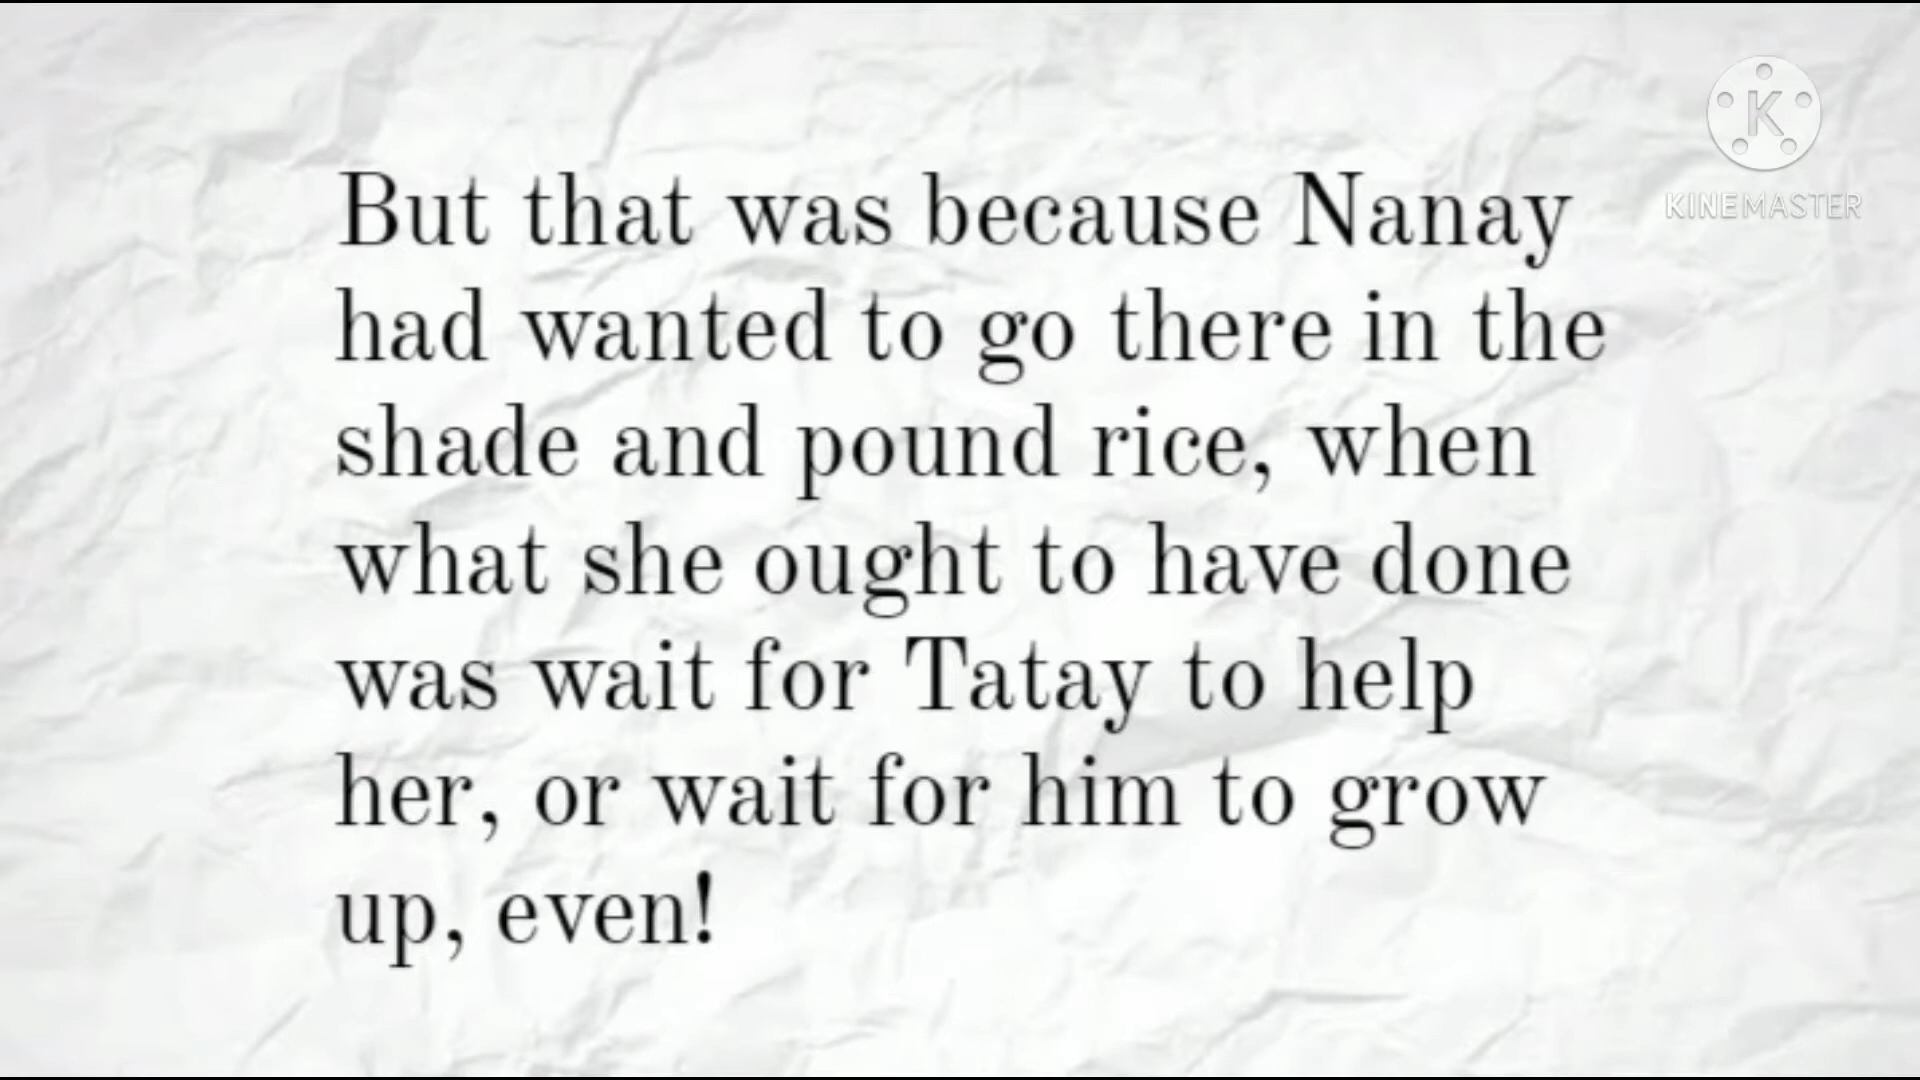 But that was because Nanay
had wanted to go there in the
shade and pound rice, when
what she ought to have done
was wait for Tatay to help
her, or wait for him to grow
up, even!
K
KINEMASTER